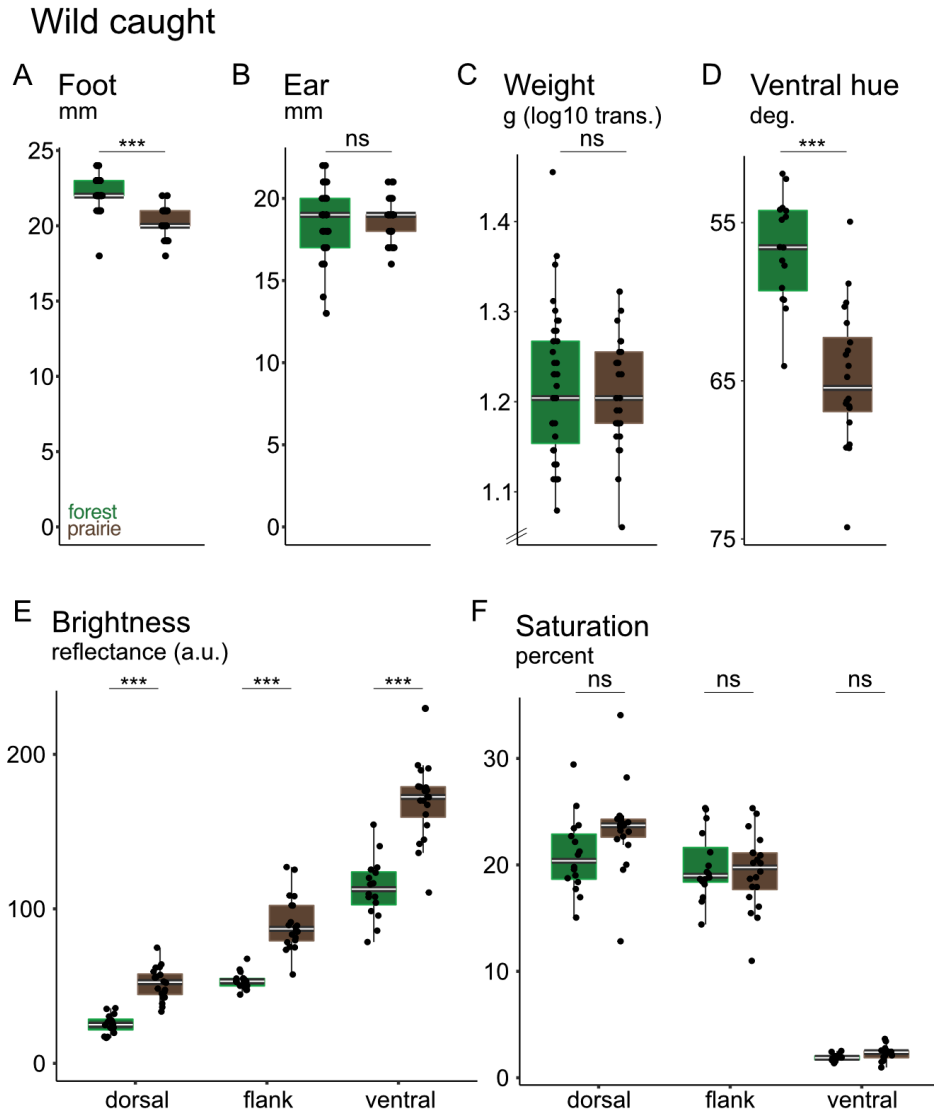 Wild caught
A Foot
mm
***
25
20
15
10
5
0
forest
prairie
B Ear
mm
ns
20
15
10
5
0
C Weight
g (log10 trans.)
ns
1.4
1.3
1.2
1.1
D Ventral hue
deg.
***
55
65
75
E Brightness
reflectance (a.u.)
*** *** ***
200
100
0
dorsal flank ventral
F Saturation
percent
ns ns ns
30
20
10
0
dorsal flank ventral